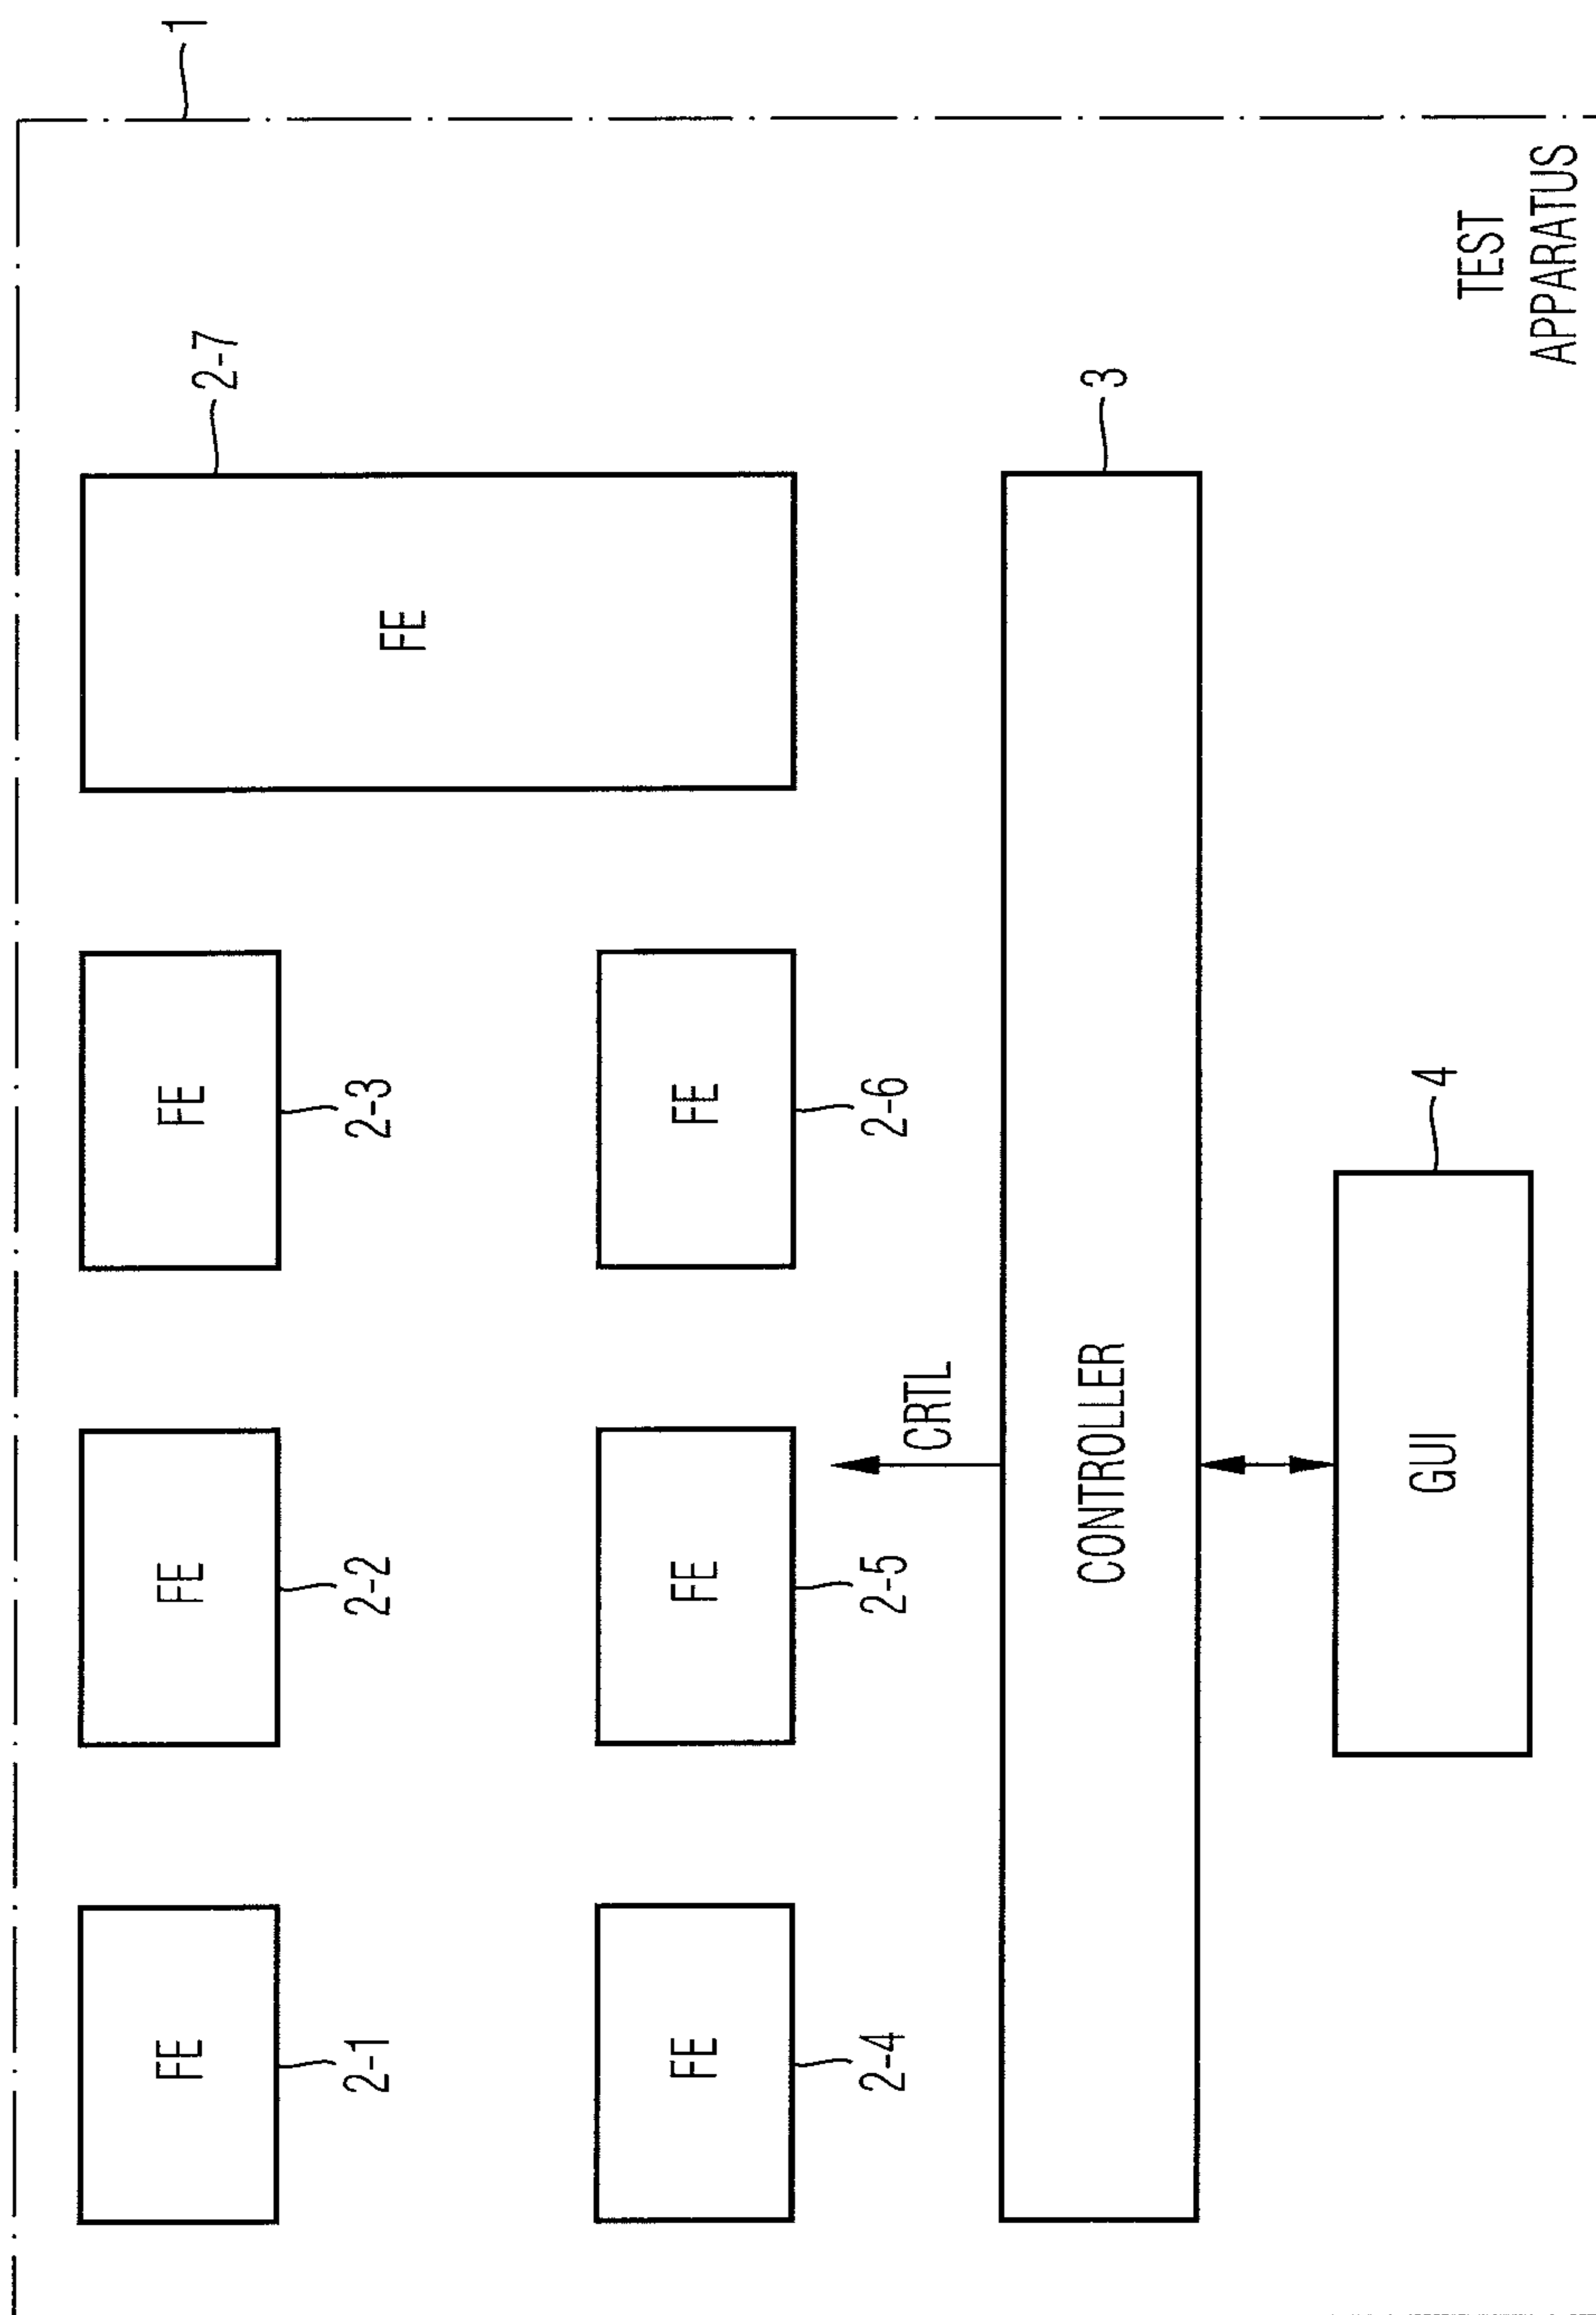 FE
FE
FE
1
2-7
2-1
2-2
2-3
FE
FE
FE
FE
2-4
2-5
2-6
CRTL
CONTROLLER
3
GUI
4
TEST
APPARATUS